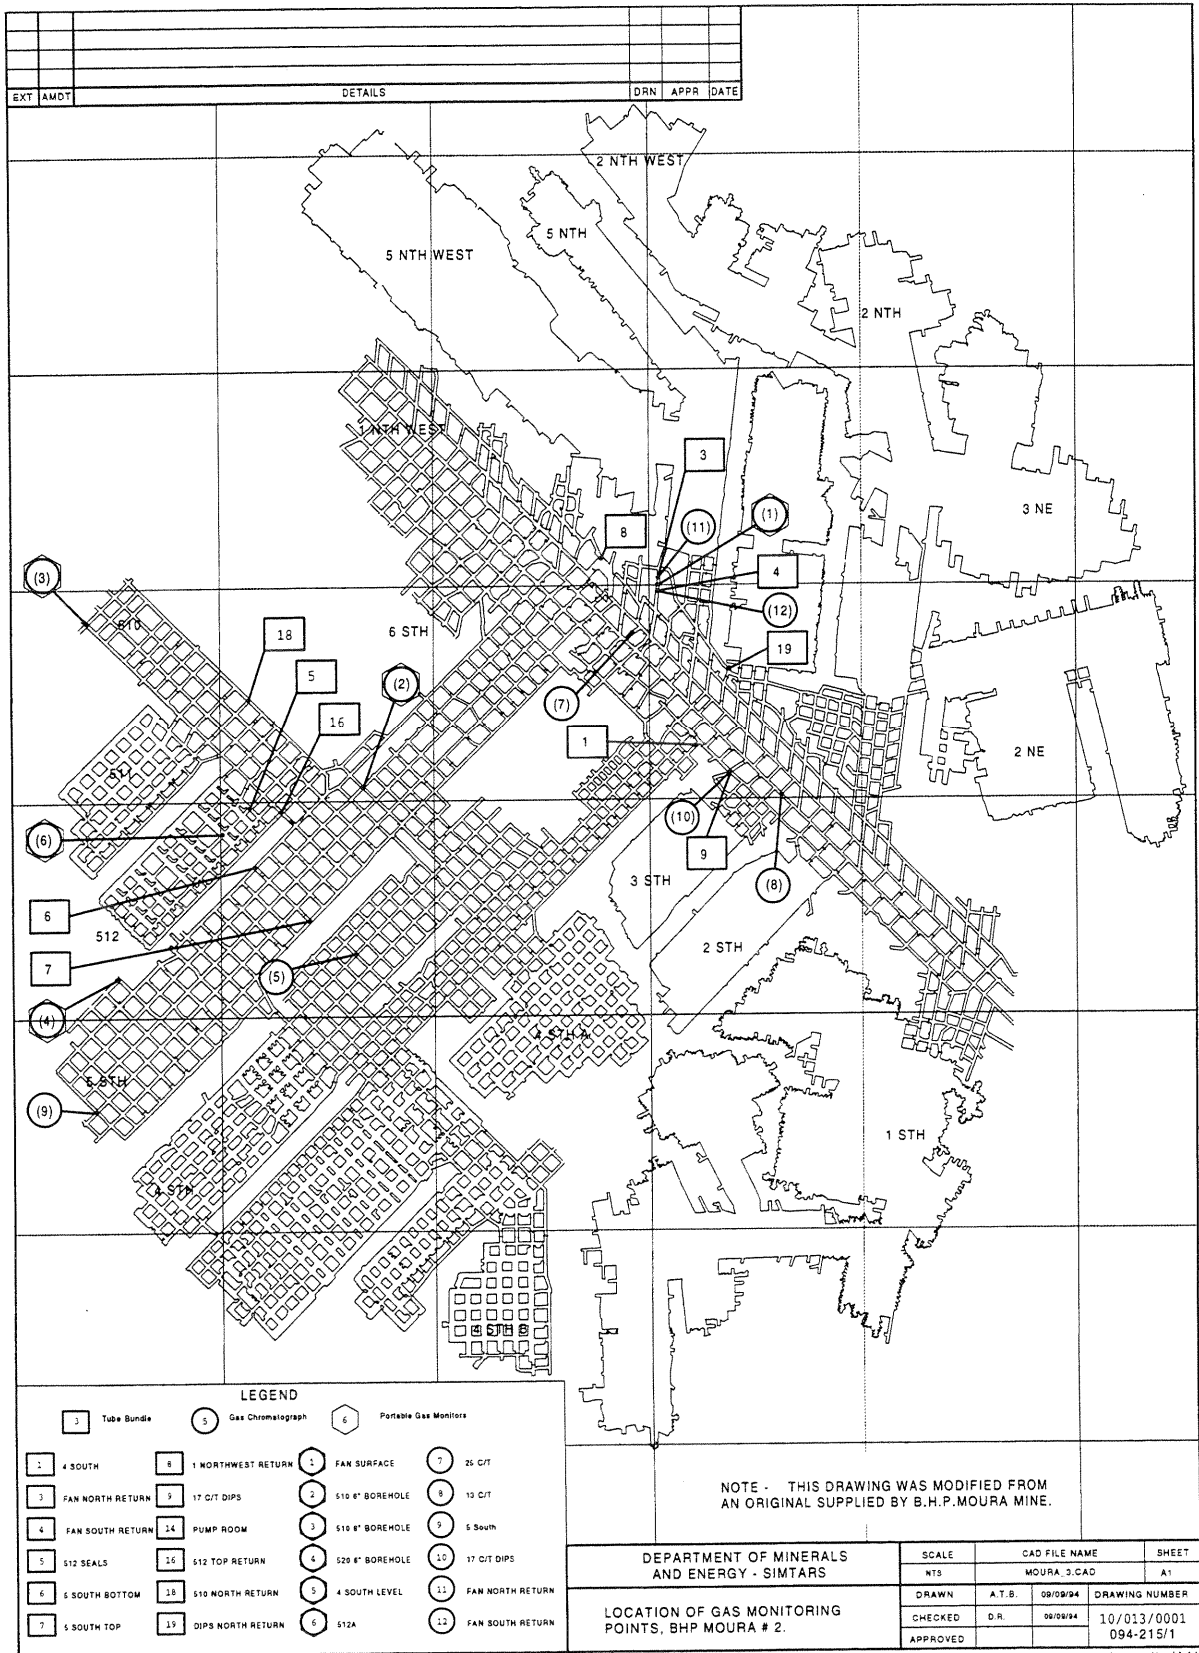 EXT AMDT DETAILS DRN APPR DATE
2 NTH WEST
5 NTH
5 NTH WEST
2 NTH
1 NTH WEST
3
3 NE
(11)
(1)
8
(3)
4
(12)
510
6 STH
18
19
5
(2)
16
(7)
1
2 NE
511
(10)
(6)
9
3 STH
(8)
6
512
2 STH
7
(5)
(4)
4 STH A
5 STH
(9)
1 STH
4 STH
4 STH B
LEGEND
3 Tube Bundle 5 Gas Chromatograph 6 Portable Gas Monitors
1 4 SOUTH 8 1 NORTHWEST RETURN 1 FAN SURFACE 7 25 C/T
3 FAN NORTH RETURN 9 17 C/T DIPS 2 510 6" BOREHOLE 8 13 C/T
4 FAN SOUTH RETURN 14 PUMP ROOM 3 510 8" BOREHOLE 9 5 South
5 512 SEALS 16 512 TOP RETURN 4 520 6" BOREHOLE 10 17 C/T DIPS
6 5 SOUTH BOTTOM 18 510 NORTH RETURN 5 4 SOUTH LEVEL 11 FAN NORTH RETURN
7 5 SOUTH TOP 19 DIPS NORTH RETURN 6 512A 12 FAN SOUTH RETURN
NOTE - THIS DRAWING WAS MODIFIED FROM
AN ORIGINAL SUPPLIED BY B.H.P.MOURA MINE.
DEPARTMENT OF MINERALS
AND ENERGY - SIMTARS
LOCATION OF GAS MONITORING
POINTS, BHP MOURA # 2.
SCALE CAD FILE NAME SHEET
NTS MOURA_3.CAD A1
DRAWN A.T.B. 09/09/94 DRAWING NUMBER
CHECKED D.R. 09/09/94 10/013/0001
APPROVED 094-215/1